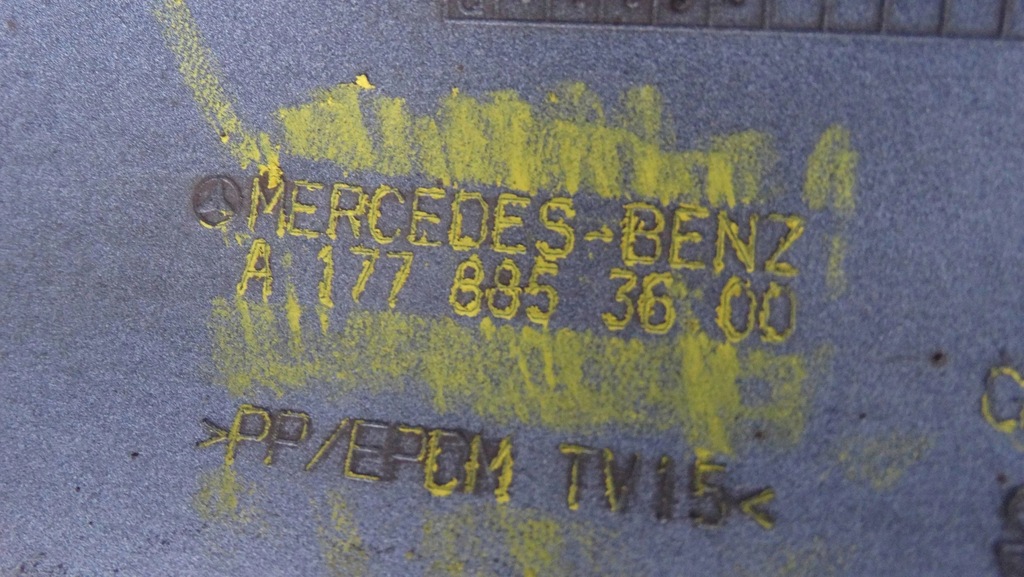 MERCEDES-BENZ
A 177 885 36 00
>PP/EPDM TV15<